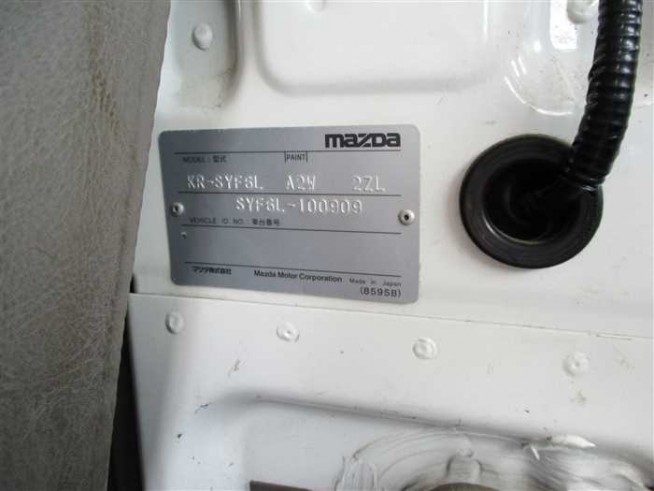 mazda
MODEL: 型式 PAINT
KR-SYF6L A2W 2ZL
SYF6L-100909
VEHICLE ID NO.: 車台番号
マツダ株式会社 Mazda Motor Corporation Made in Japan
(8595B)